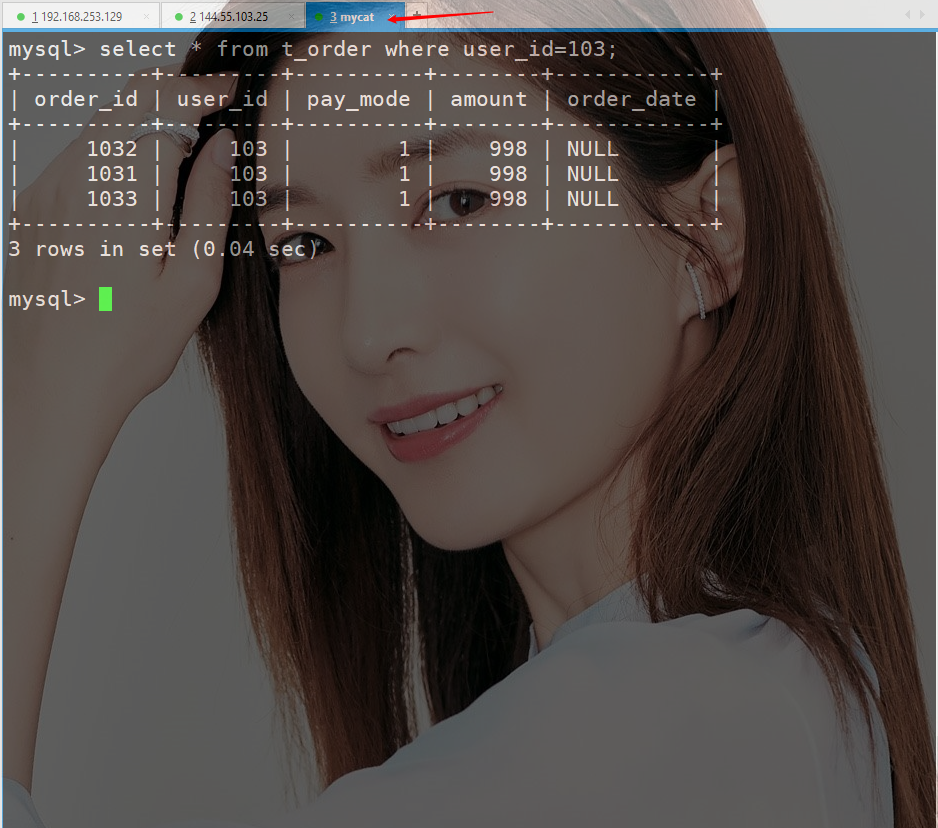 1 192.168.253.129 × 2 144.55.103.25 × 3 mycat +
mysql> select * from t_order where user_id=103;
+----------+---------+----------+--------+------------+
| order_id | user_id | pay_mode | amount | order_date |
+----------+---------+----------+--------+------------+
|     1032 |     103 |        1 |    998 | NULL       |
|     1031 |     103 |        1 |    998 | NULL       |
|     1033 |     103 |        1 |    998 | NULL       |
+----------+---------+----------+--------+------------+
3 rows in set (0.04 sec)
mysql>